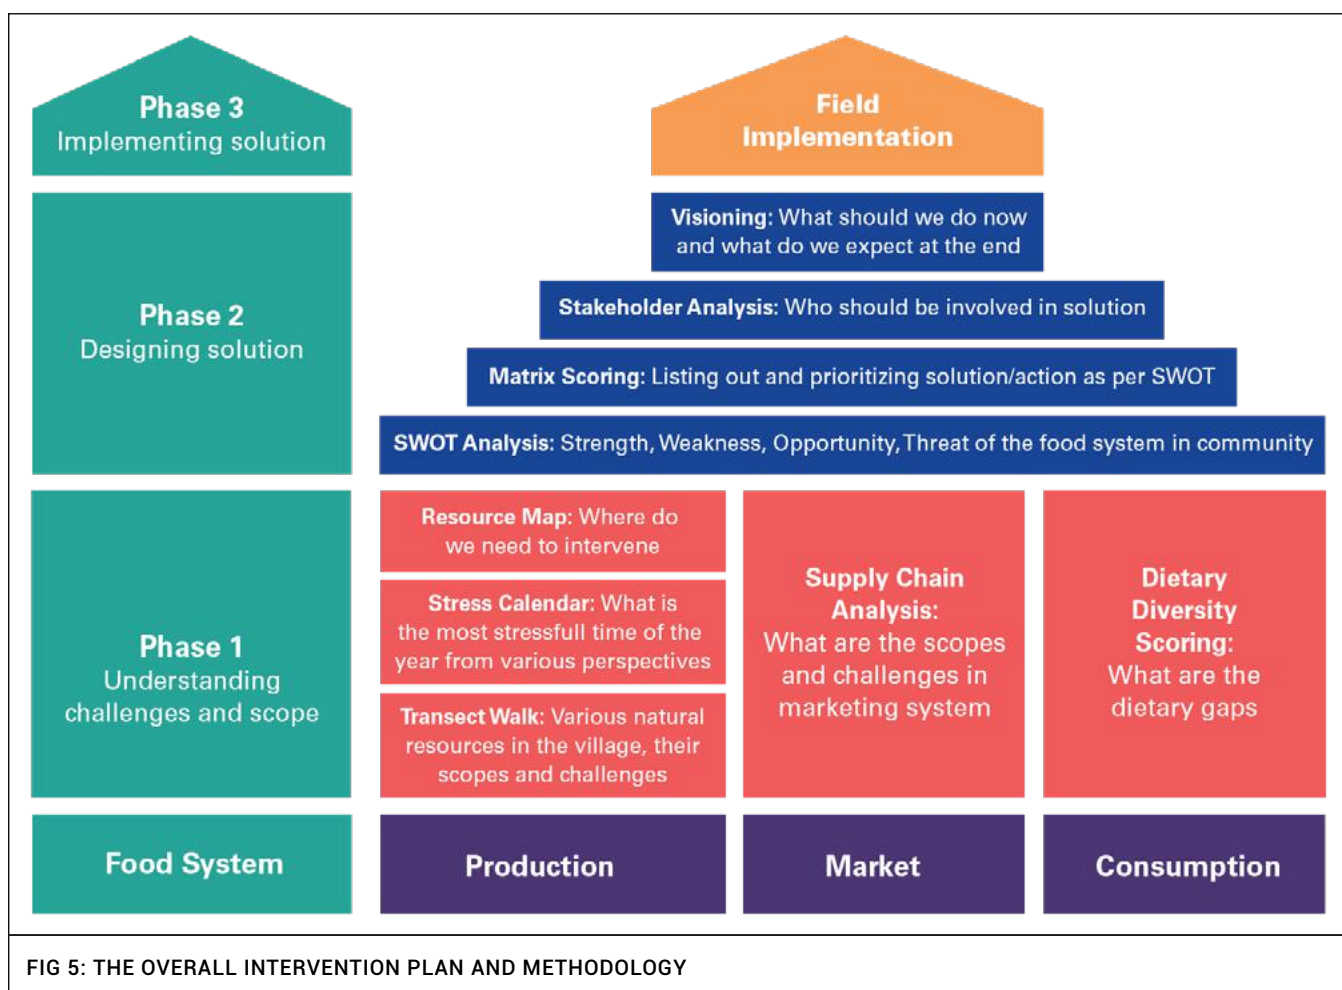 Phase 3
Implementing solution
Field
Implementation
Phase 2
Designing solution
Visioning: What should we do now
and what do we expect at the end
Stakeholder Analysis: Who should be involved in solution
Matrix Scoring: Listing out and prioritizing solution/action as per SWOT
SWOT Analysis: Strength, Weakness, Opportunity, Threat of the food system in community
Phase 1
Understanding
challenges and scope
Resource Map: Where do
we need to intervene
Stress Calendar: What is
the most stressfull time of the
year from various perspectives
Transect Walk: Various natural
resources in the village, their
scopes and challenges
Supply Chain
Analysis:
What are the scopes
and challenges in
marketing system
Dietary
Diversity
Scoring:
What are the
dietary gaps
Food System
Production
Market
Consumption
FIG 5: THE OVERALL INTERVENTION PLAN AND METHODOLOGY